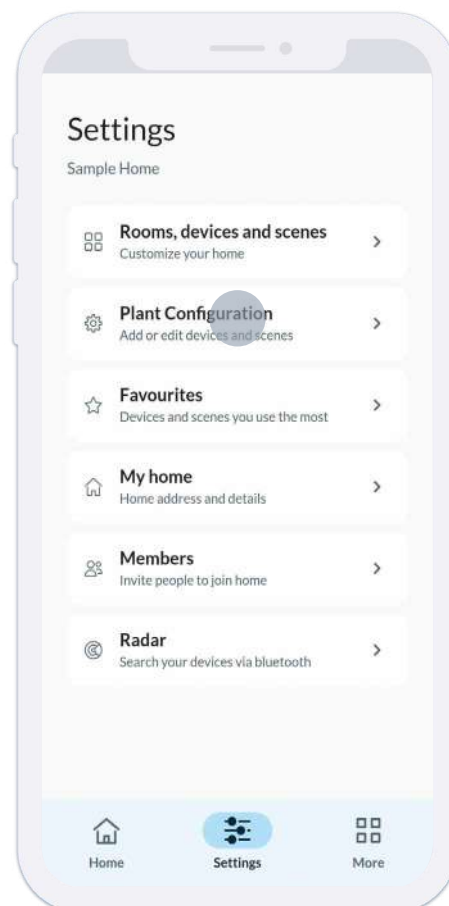 Settings
Sample Home
Rooms, devices and scenes
Customize your home
Plant Configuration
Add or edit devices and scenes
Favourites
Devices and scenes you use the most
My home
Home address and details
Members
Invite people to join home
Radar
Search your devices via bluetooth
Home Settings More